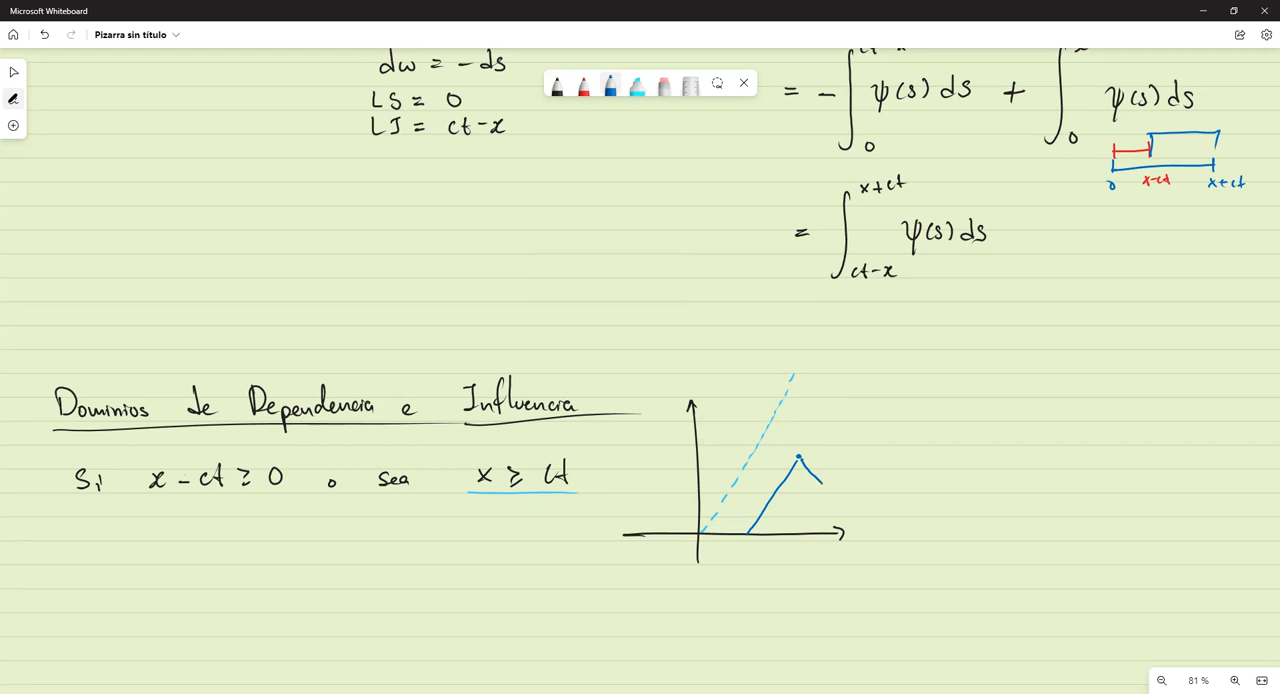 Microsoft Whiteboard
Pizarra sin título
dw = -ds
LS = 0
LI = ct-x
= - ∫ 0 ψ(s) ds + ∫ 0 ψ(s) ds
0 x-ct x+ct
= ∫ ct-x x+ct ψ(s) ds
Dominios de Dependencia e Influencia
Si x - ct ≥ 0 o sea x ≥ ct
81 %